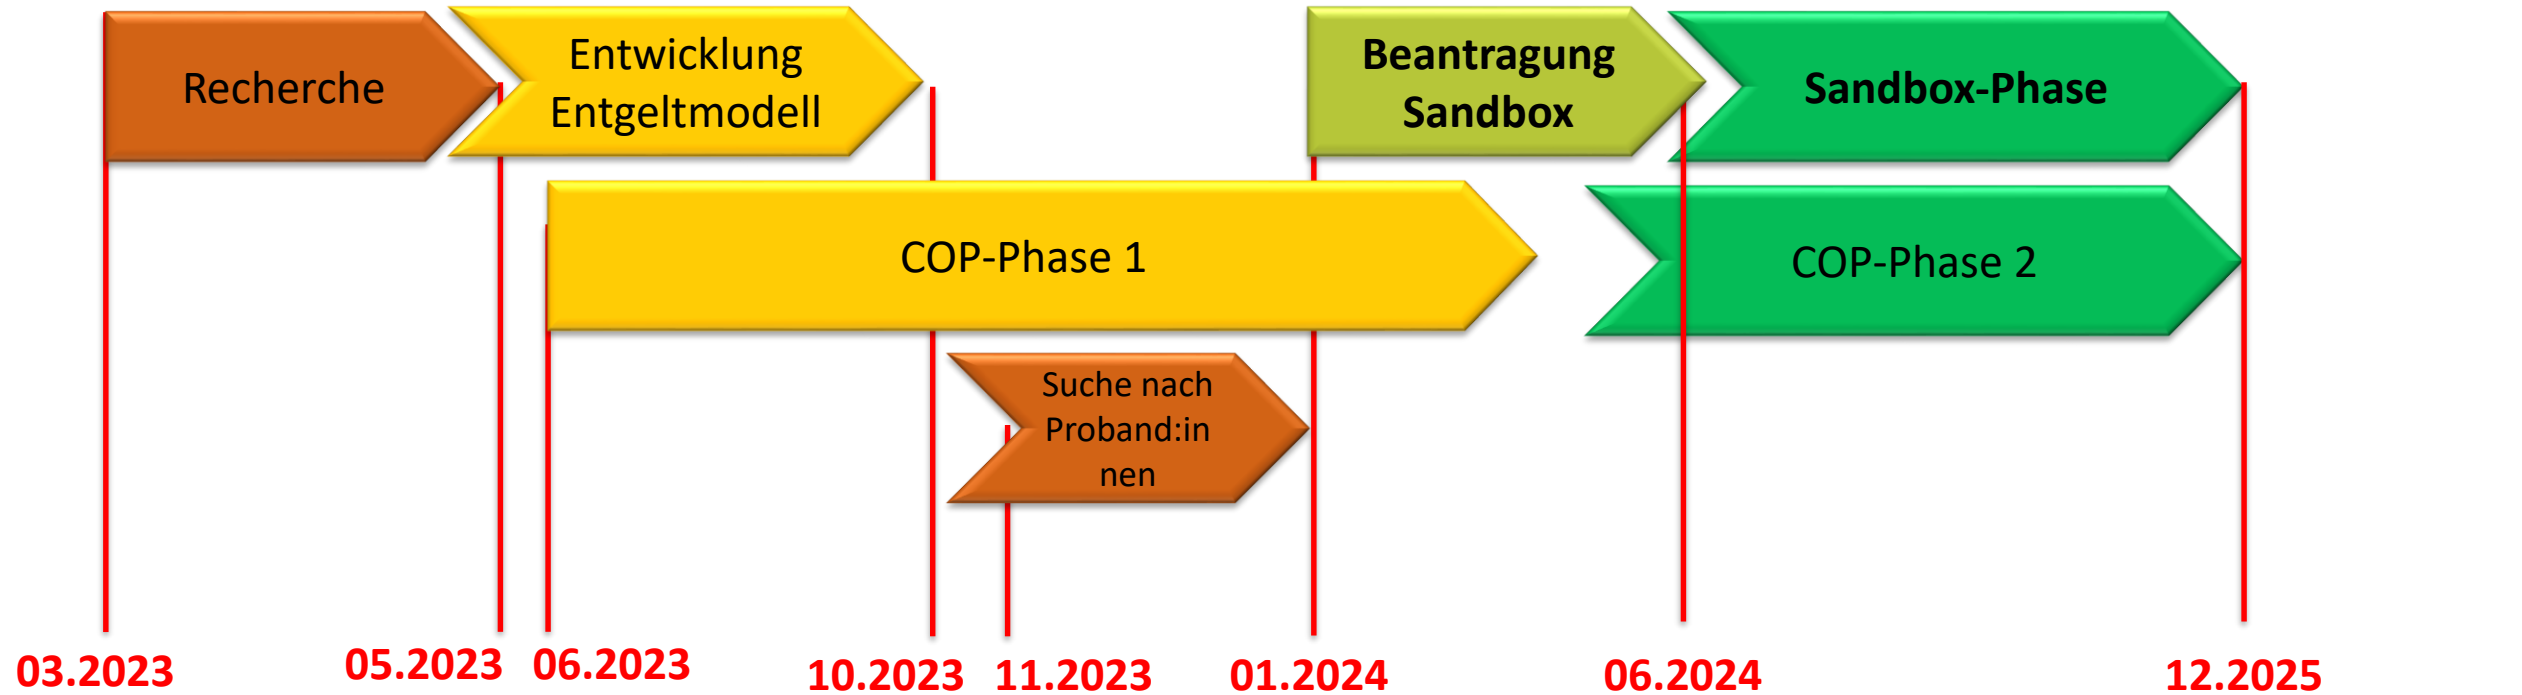 Recherche
Entwicklung
Entgeltmodell
Beantragung
Sandbox
Sandbox-Phase
COP-Phase 1
COP-Phase 2
Suche nach
Proband:in
nen
03.2023
05.2023
06.2023
10.2023
11.2023
01.2024
06.2024
12.2025